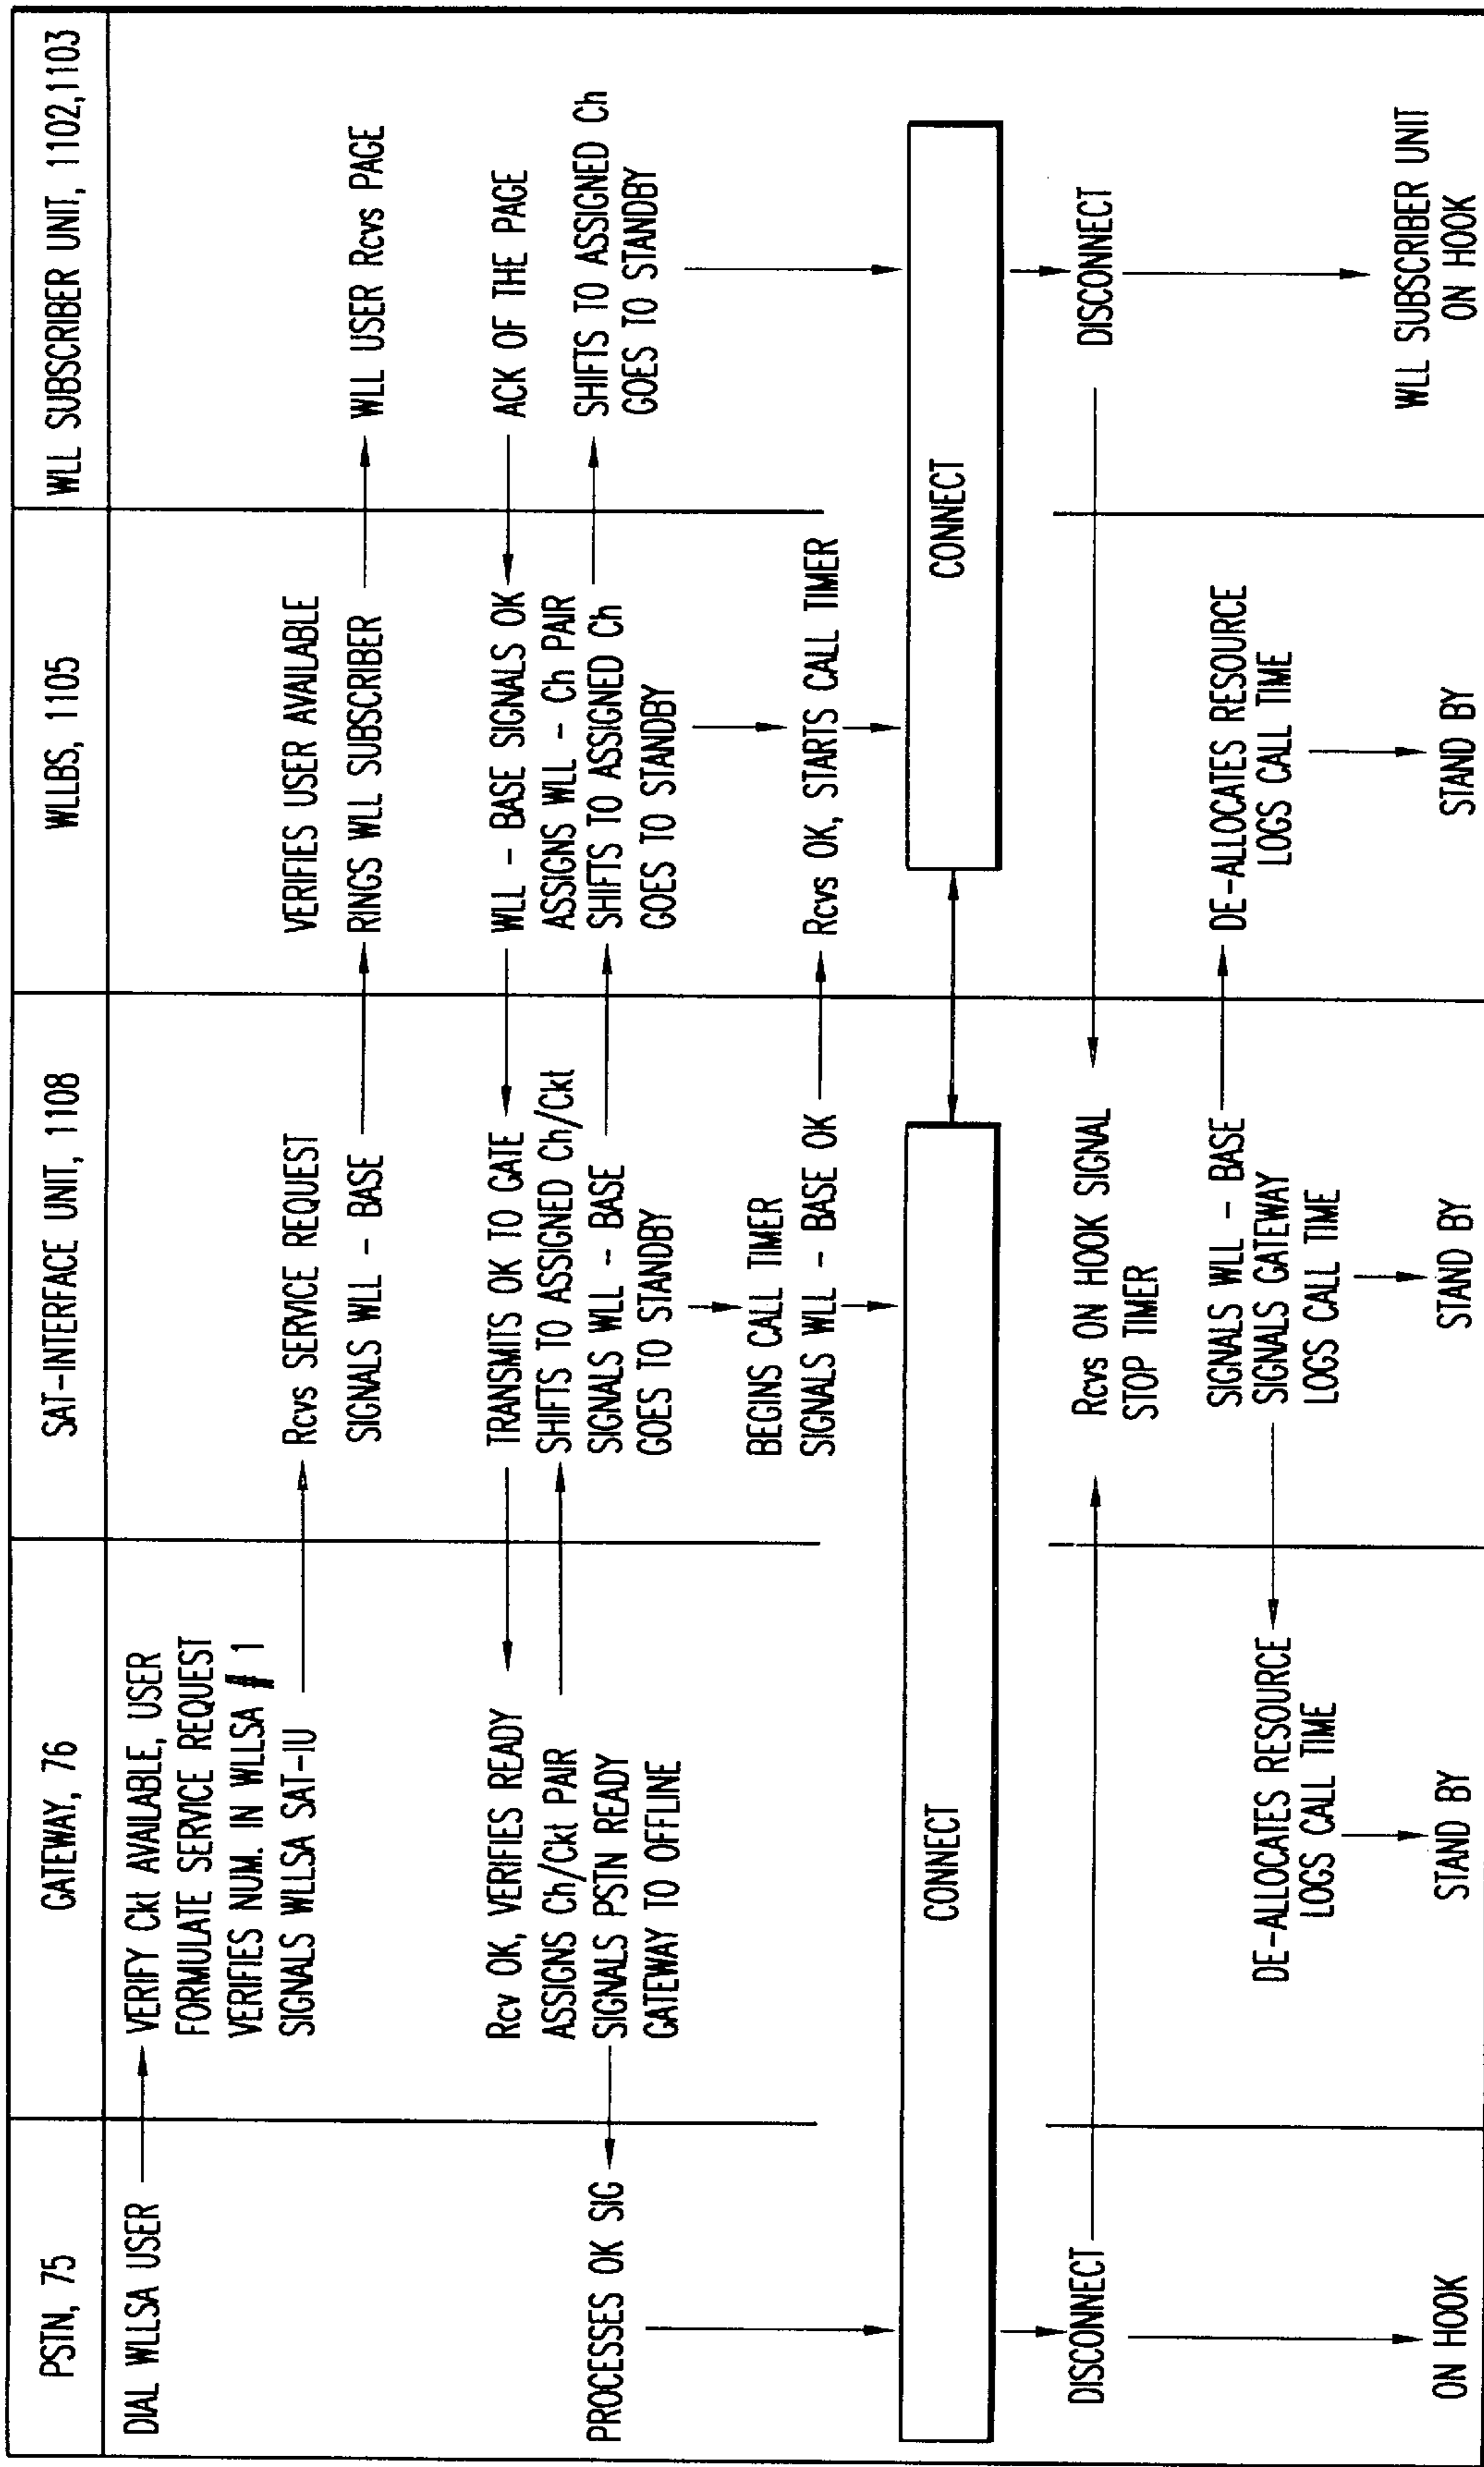 PSTN, 75
GATEWAY, 76
SAT-INTERFACE UNIT, 1108
WLLBS, 1105
WLL SUBSCRIBER UNIT, 1102,1103
DIAL WLLSA USER
VERIFY Ckt AVAILABLE, USER
FORMULATE SERVICE REQUEST
VERIFIES NUM. IN WLLSA # 1
SIGNALS WLLSA SAT-IU
Rcvs SERVICE REQUEST
SIGNALS WLL - BASE
VERIFIES USER AVAILABLE
RINGS WLL SUBSCRIBER
WLL USER Rcvs PAGE
ACK OF THE PAGE
WLL - BASE SIGNALS OK
ASSIGNS WLL - Ch PAIR
SHIFTS TO ASSIGNED Ch
GOES TO STANDBY
SHIFTS TO ASSIGNED Ch
GOES TO STANDBY
TRANSMITS OK TO GATE
SHIFTS TO ASSIGNED Ch/Ckt
SIGNALS WLL - BASE
GOES TO STANDBY
Rcv OK, VERIFIES READY
ASSIGNS Ch/Ckt PAIR
SIGNALS PSTN READY
GATEWAY TO OFFLINE
PROCESSES OK SIG
BEGINS CALL TIMER
SIGNALS WLL - BASE OK
Rcvs OK, STARTS CALL TIMER
CONNECT
CONNECT
DISCONNECT
Rcvs ON HOOK SIGNAL
STOP TIMER
DISCONNECT
SIGNALS WLL - BASE
SIGNALS GATEWAY
LOGS CALL TIME
DE-ALLOCATES RESOURCE
LOGS CALL TIME
DE-ALLOCATES RESOURCE
LOGS CALL TIME
ON HOOK
STAND BY
STAND BY
STAND BY
WLL SUBSCRIBER UNIT
ON HOOK